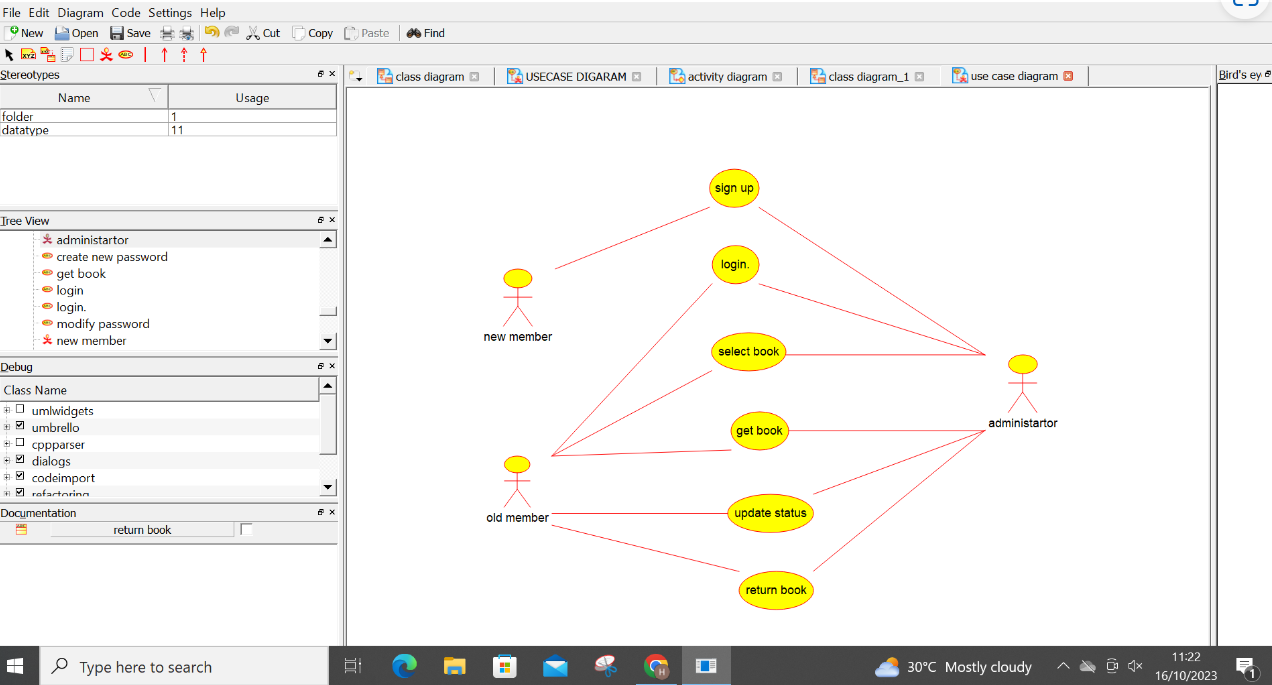 File Edit Diagram Code Settings Help
New Open Save Cut Copy Paste Find
XYZ
ABC
Stereotypes
Name Usage
folder 1
datatype 11
Tree View
administartor
create new password
get book
login
login.
modify password
new member
Debug
Class Name
umlwidgets
umbrello
cppparser
dialogs
codeimport
refactoring
Documentation
return book
class diagram USECASE DIGARAM activity diagram class diagram_1 use case diagram
Bird's ey
sign up
login.
new member
select book
administartor
get book
old member
update status
return book
Type here to search
H
30°C Mostly cloudy
11:22
16/10/2023
1